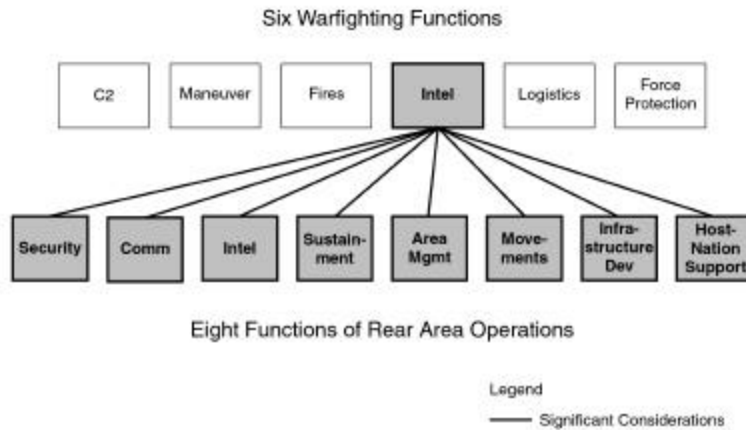 Six Warfighting Functions
C2
Maneuver
Fires
Intel
Logistics
Force
Protection
Security
Comm
Intel
Sustain-
ment
Area
Mgmt
Move-
ments
Infra-
structure
Dev
Host-
Nation
Support
Eight Functions of Rear Area Operations
Legend
Significant Considerations